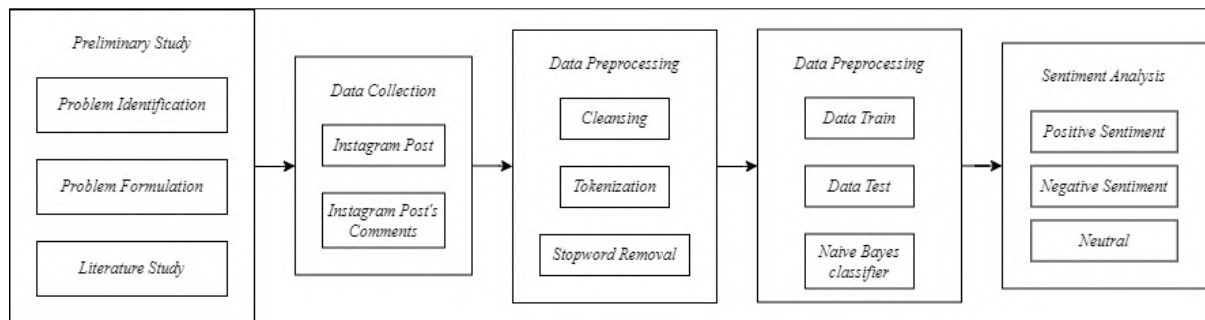 Preliminary Study
Problem Identification
Problem Formulation
Literature Study
Data Collection
Instagram Post
Instagram Post's
Comments
Data Preprocessing
Cleansing
Tokenization
Stopword Removal
Data Preprocessing
Data Train
Data Test
Naive Bayes
classifier
Sentiment Analysis
Positive Sentiment
Negative Sentiment
Neutral